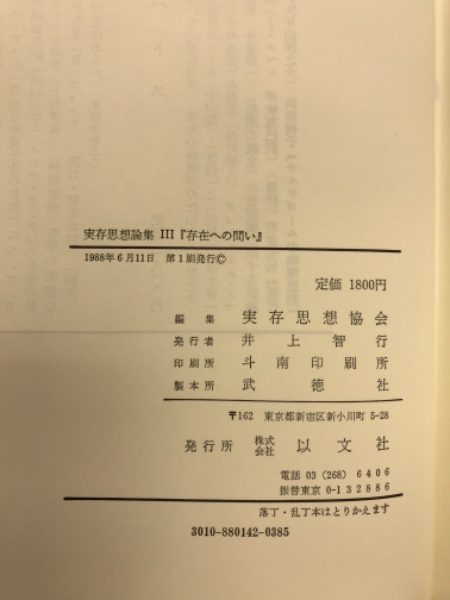 実存思想論集 III『存在への問い』
1988年6月11日 第1刷発行©
定価 1800円
編集 実存思想協会
発行者 井上智行
印刷所 斗南印刷所
製本所 武徳社
〒162 東京都新宿区新小川町 5-28
発行所 株式会社 以文社
電話 03 (268) 6406
振替東京 0-132886
落丁・乱丁本はとりかえます
3010-880142-0385